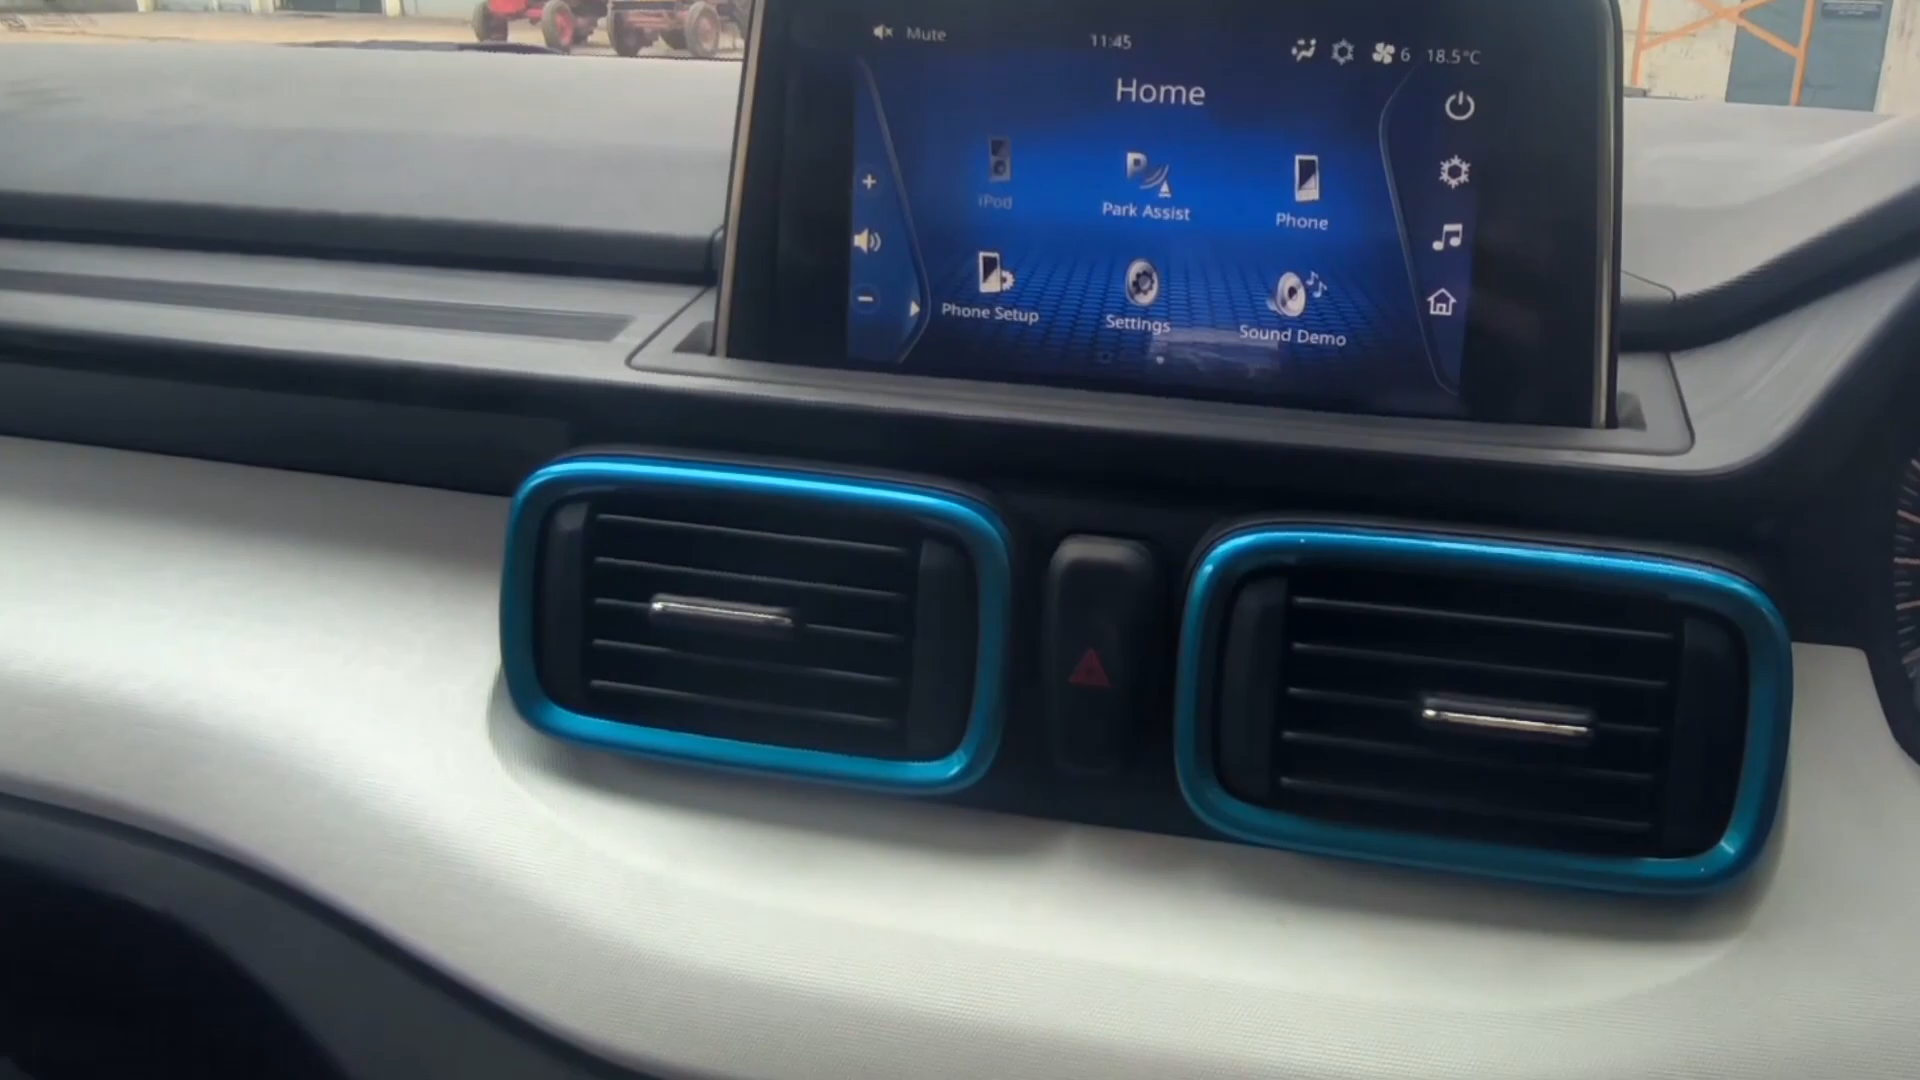 Mute
11:45
6 18.5°C
Home
iPod
Park Assist
Phone
Phone Setup
Settings
Sound Demo